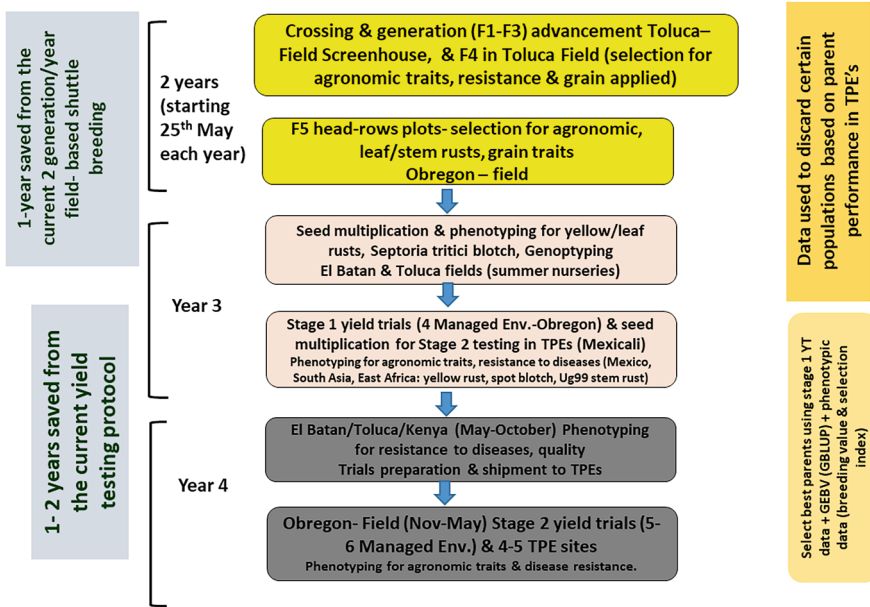 1-year saved from the
current 2 generation/year
field- based shuttle
breeding
2 years
(starting
25th May
each year)
Crossing & generation (F1-F3) advancement Toluca–
Field Screenhouse,  & F4 in Toluca Field (selection for
agronomic traits, resistance & grain applied)
F5 head-rows plots- selection for agronomic,
leaf/stem rusts, grain traits
Obregon – field
Data used to discard certain
populations based on parent
performance in TPE’s
1- 2 years saved from
the current yield
testing protocol
Year 3
Seed multiplication & phenotyping for yellow/leaf
rusts, Septoria tritici blotch, Genoptyping
El Batan & Toluca fields (summer nurseries)
Stage 1 yield trials (4 Managed Env.-Obregon) & seed
multiplication for Stage 2 testing in TPEs (Mexicali)
Phenotyping for agronomic traits, resistance to diseases (Mexico,
South Asia, East Africa: yellow rust, spot blotch, Ug99 stem rust)
Year 4
El Batan/Toluca/Kenya (May-October) Phenotyping
for resistance to diseases, quality
Trials preparation & shipment to TPEs
Obregon- Field (Nov-May) Stage 2 yield trials (5-
6 Managed Env.) & 4-5 TPE sites
Phenotyping for agronomic traits & disease resistance.
Select best parents using stage 1 YT
data + GEBV (GBLUP) + phenotypic
data (breeding value & selection
index)